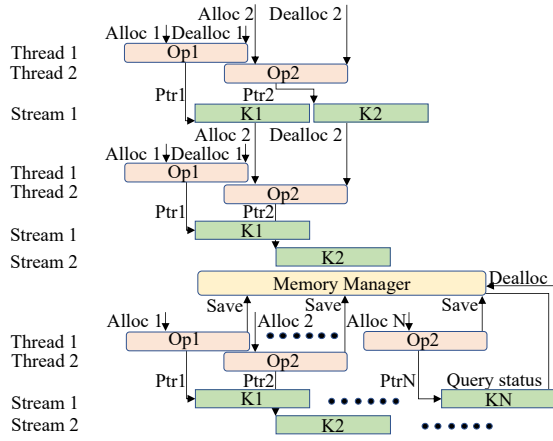 Alloc 2 Dealloc 2
Alloc 1 Dealloc 1
Thread 1 Op1
Thread 2 Op2
Ptr1 Ptr2
Stream 1 K1 K2
Alloc 2 Dealloc 2
Alloc 1 Dealloc 1
Thread 1 Op1
Thread 2 Op2
Ptr1 Ptr2
Stream 1 K1
Stream 2 K2
Memory Manager Dealloc
Save Save Save
Alloc 1 Alloc 2 Alloc N
Thread 1 Op1 Op2
Thread 2 Op2
Ptr1 Ptr2 PtrN Query status
Stream 1 K1 KN
Stream 2 K2